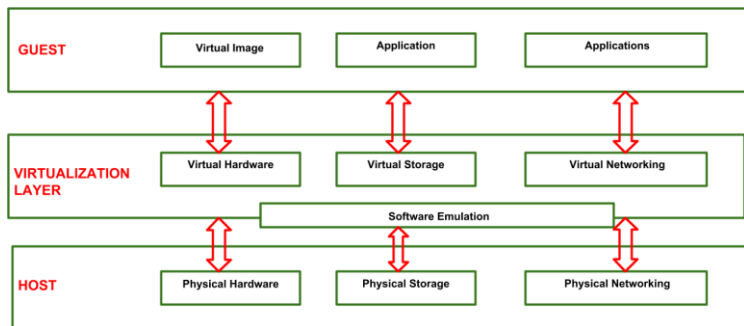 GUEST
Virtual Image
Application
Applications
VIRTUALIZATION
LAYER
Virtual Hardware
Virtual Storage
Virtual Networking
Software Emulation
HOST
Physical Hardware
Physical Storage
Physical Networking